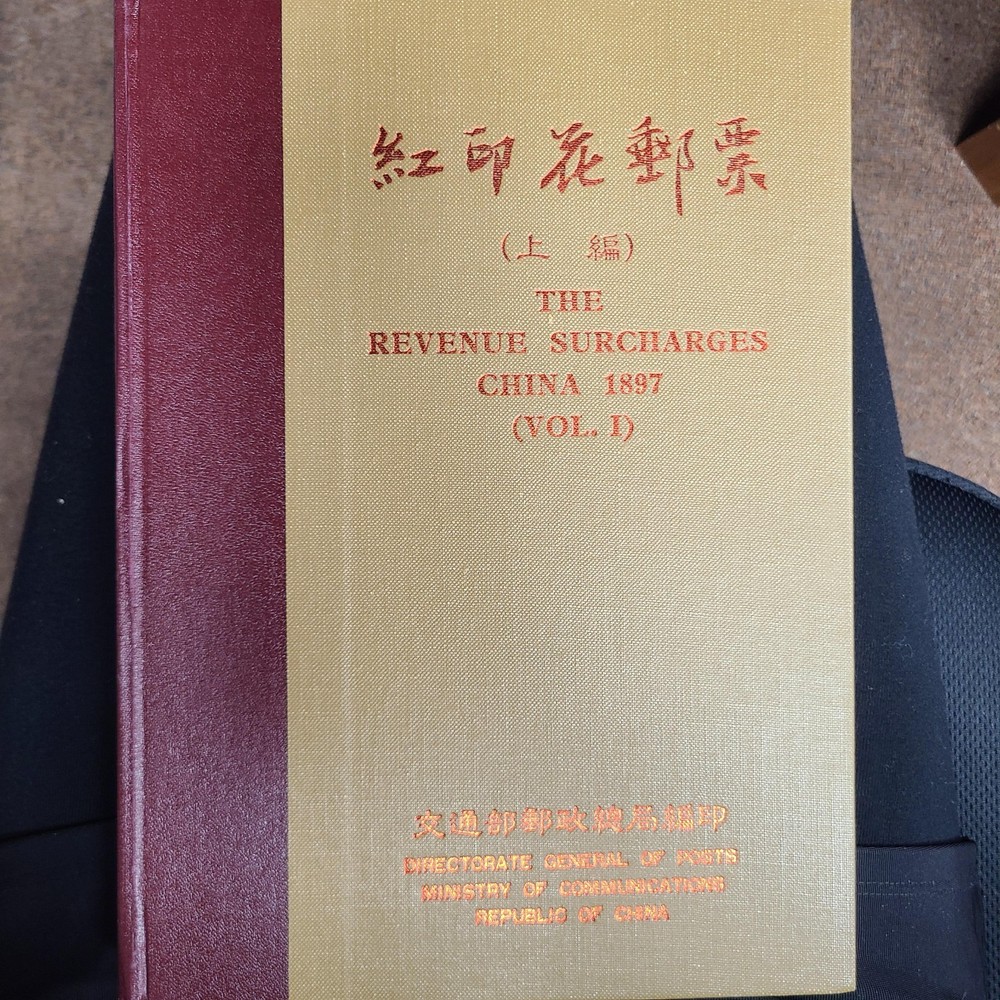 紅印花郵票
(上 編)
THE
REVENUE SURCHARGES
CHINA 1897
(VOL. I)
交通部郵政總局編印
DIRECTORATE GENERAL OF POSTS
MINISTRY OF COMMUNICATIONS
REPUBLIC OF CHINA